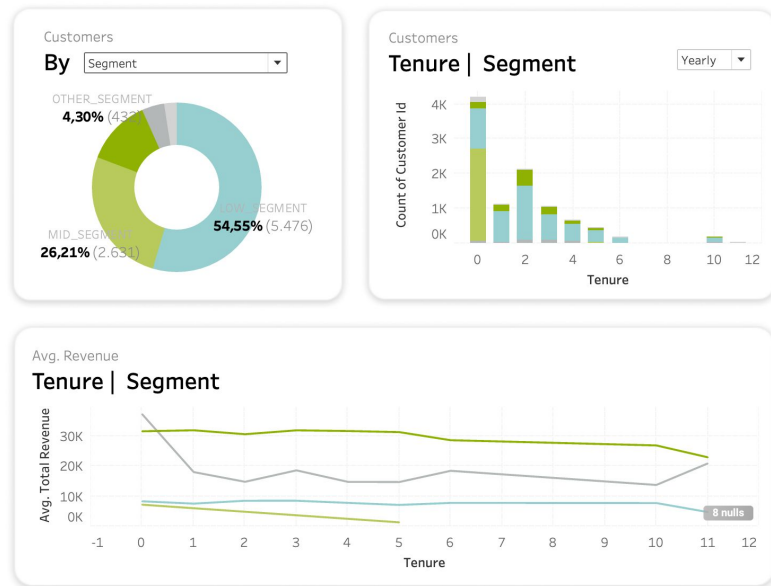 Customers
By Segment
OTHER_SEGMENT
4,30% (432)
LOW_SEGMENT
54,55% (5.476)
MID_SEGMENT
26,21% (2.631)
Customers
Tenure | Segment
Yearly
Count of Customer Id
4K
3K
2K
1K
0K
0 2 4 6 8 10 12
Tenure
Avg. Revenue
Tenure | Segment
Avg. Total Revenue
30K
20K
10K
0K
8 nulls
-1 0 1 2 3 4 5 6 7 8 9 10 11 12
Tenure